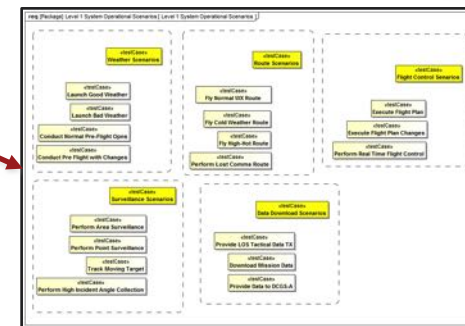 req [Package] Level 1 System Operational Scenarios [ Level 1 System Operational Scenarios ]
«testCase»
Weather Scenarios
«testCase»
Launch Good Weather
«testCase»
Launch Bad Weather
«testCase»
Conduct Normal Pre-Flight Opns
«testCase»
Conduct Pre Flight with Changes
«testCase»
Route Scenarios
«testCase»
Fly Normal WX Route
«testCase»
Fly Cold Weather Route
«testCase»
Fly High-Hot Route
«testCase»
Perform Lost Comms Route
«testCase»
Flight Control Senarios
«testCase»
Execute Flight Plan
«testCase»
Execute Flight Plan Changes
«testCase»
Perform Real Time Flight Control
«testCase»
Surveillance Scenarios
«testCase»
Perform Area Surveillance
«testCase»
Perform Point Surveillance
«testCase»
Track Moving Target
«testCase»
Perform High Incident Angle Collection
«testCase»
Data Download Scenarios
«testCase»
Provide LOS Tactical Data TX
«testCase»
Download Mission Data
«testCase»
Provide Data to DCGS-A